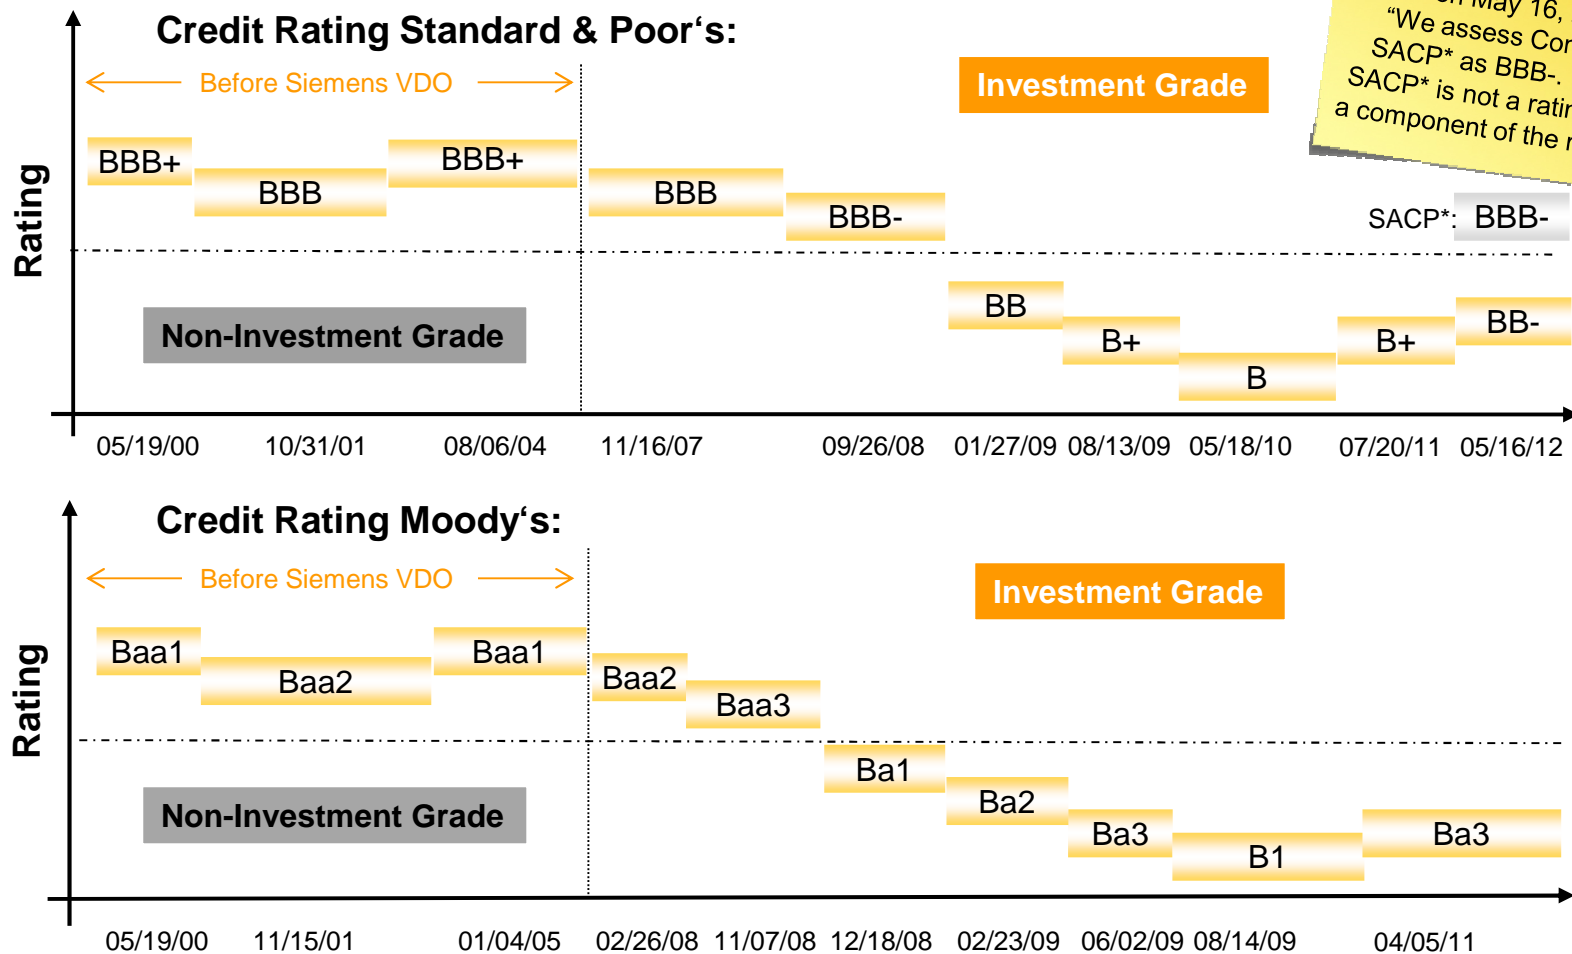 Credit Rating Standard & Poor‘s:
on May 16,
“We assess Con
SACP* as BBB-.
SACP* is not a ratin
a component of the r
Before Siemens VDO
Investment Grade
Rating
BBB+
BBB
BBB+
BBB
BBB-
SACP*: BBB-
Non-Investment Grade
BB
B+
B
B+
BB-
05/19/00 10/31/01 08/06/04 11/16/07 09/26/08 01/27/09 08/13/09 05/18/10 07/20/11 05/16/12
Credit Rating Moody‘s:
Before Siemens VDO
Investment Grade
Rating
Baa1
Baa2
Baa1
Baa2
Baa3
Non-Investment Grade
Ba1
Ba2
Ba3
B1
Ba3
05/19/00 11/15/01 01/04/05 02/26/08 11/07/08 12/18/08 02/23/09 06/02/09 08/14/09 04/05/11